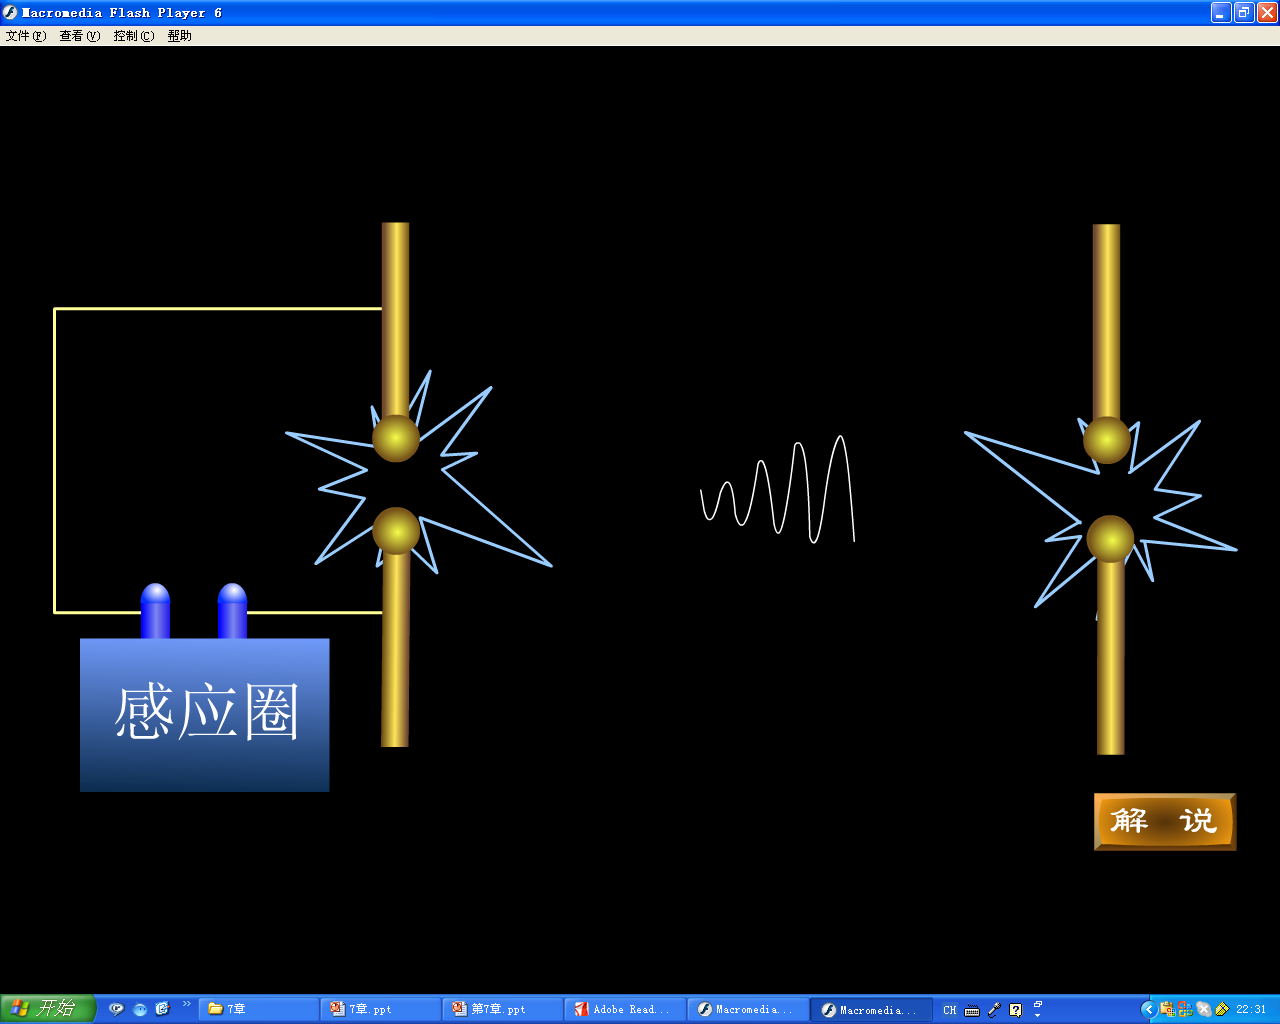 Macromedia Flash Player 6
文件(F) 查看(V) 控制(C) 帮助
感应圈
解 说
开始
7章
7章.ppt
第7章.ppt
Adobe Read...
Macromedia...
Macromedia...
CH
22:31